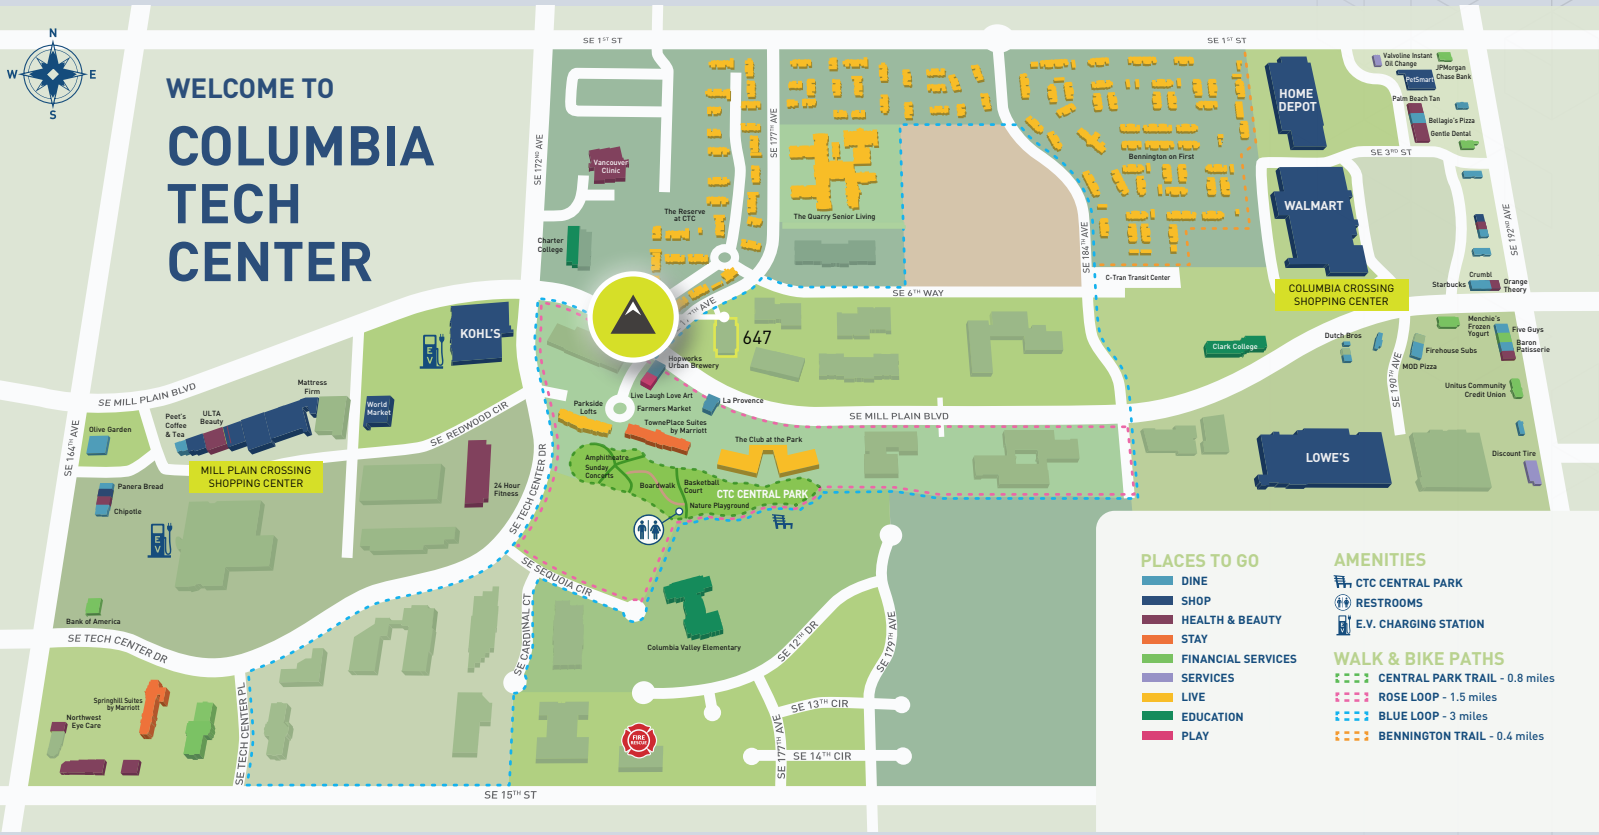 N
W
E
S
WELCOME TO
COLUMBIA
TECH
CENTER
SE 1ST ST
SE 1ST ST
SE 172ND AVE
SE 177TH AVE
Vancouver
Clinic
Charter
College
The Reserve
at CTC
The Quarry Senior Living
Bennington on First
SE 184TH AVE
C-Tran Transit Center
SE 6TH WAY
HOME
DEPOT
WALMART
Valvoline Instant
Oil Change
JPMorgan
Chase Bank
PetSmart
Palm Beach Tan
Bellagio's Pizza
Gentle Dental
SE 3RD ST
SE 192ND AVE
Crumbl
Starbucks
Orange
Theory
COLUMBIA CROSSING
SHOPPING CENTER
Menchie's
Frozen
Yogurt
Five Guys
Baron
Patisserie
Dutch Bros
Firehouse Subs
MOD Pizza
Clark College
SE 190TH AVE
Unitus Community
Credit Union
Discount Tire
LOWE'S
KOHL'S
EV
AVE
647
Hopworks
Urban Brewery
Live Laugh Love Art
Farmers Market
La Provence
Parkside
Lofts
TownePlace Suites
by Marriott
The Club at the Park
SE MILL PLAIN BLVD
SE MILL PLAIN BLVD
Mattress
Firm
World
Market
Peet's
Coffee
& Tea
ULTA
Beauty
Olive Garden
SE 164TH AVE
SE REDWOOD CIR
MILL PLAIN CROSSING
SHOPPING CENTER
Panera Bread
Chipotle
EV
24 Hour
Fitness
SE TECH CENTER DR
Amphitheatre
Sunday
Concerts
Boardwalk
Basketball
Court
Nature Playground
CTC CENTRAL PARK
SE SEQUOIA CIR
SE CARDINAL CT
Columbia Valley Elementary
SE 12TH DR
SE 179TH AVE
SE 13TH CIR
SE 177TH AVE
SE 14TH CIR
FIRE
RESCUE
Bank of America
SE TECH CENTER DR
Springhill Suites
by Marriott
Northwest
Eye Care
SE TECH CENTER PL
SE 15TH ST
PLACES TO GO
DINE
SHOP
HEALTH & BEAUTY
STAY
FINANCIAL SERVICES
SERVICES
LIVE
EDUCATION
PLAY
AMENITIES
CTC CENTRAL PARK
RESTROOMS
E.V. CHARGING STATION
WALK & BIKE PATHS
CENTRAL PARK TRAIL - 0.8 miles
ROSE LOOP - 1.5 miles
BLUE LOOP - 3 miles
BENNINGTON TRAIL - 0.4 miles